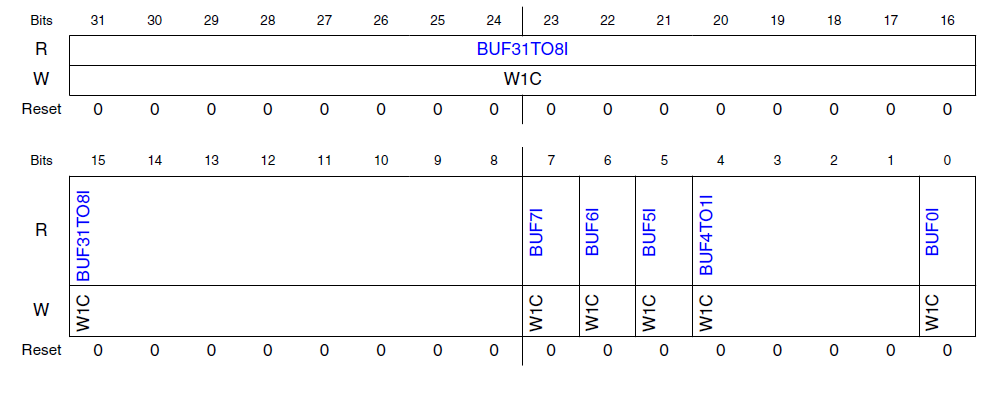 Bits 31 30 29 28 27 26 25 24 23 22 21 20 19 18 17 16
R BUF31TO8I
W W1C
Reset 0 0 0 0 0 0 0 0 0 0 0 0 0 0 0 0
Bits 15 14 13 12 11 10 9 8 7 6 5 4 3 2 1 0
R BUF31TO8I BUF7I BUF6I BUF5I BUF4TO1I BUF0I
W W1C W1C W1C W1C W1C W1C
Reset 0 0 0 0 0 0 0 0 0 0 0 0 0 0 0 0